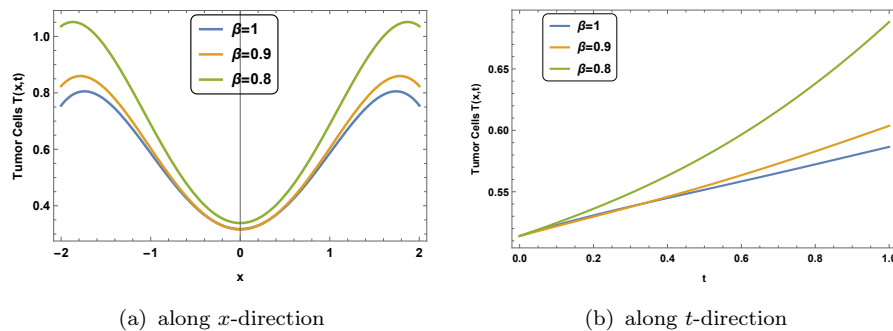 β=1
β=0.9
β=0.8
Tumor Cells T(x,t)
1.0
0.8
0.6
0.4
-2
-1
0
1
2
x
(a) along x-direction
β=1
β=0.9
β=0.8
Tumor Cells T(x,t)
0.65
0.60
0.55
0.0
0.2
0.4
0.6
0.8
1.0
t
(b) along t-direction